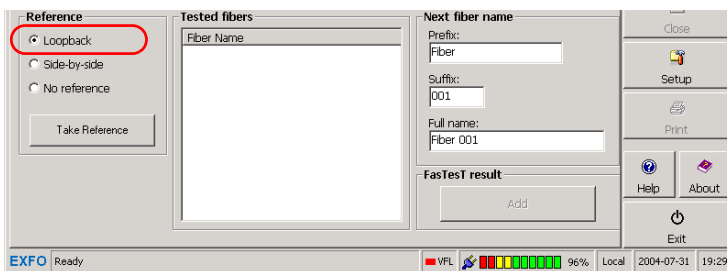 Reference
Loopback
Side-by-side
No reference
Take Reference
Tested fibers
Fiber Name
Next fiber name
Prefix:
Fiber
Suffix:
001
Full name:
Fiber 001
FasTesT result
Add
Close
Setup
Print
Help About
Exit
EXFO Ready VFL 96% Local 2004-07-31 19:29